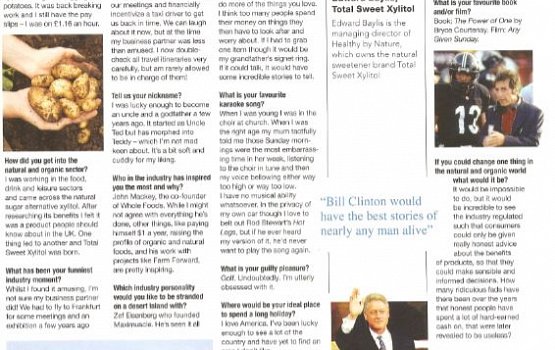 potatoes. It was back breaking
work and I still have the pay
slips – I was on £1.16 an hour.
How did you get into the
natural and organic sector?
I was working in the food,
drink and leisure sectors
and came across the natural
sugar alternative xylitol. After
researching its benefits I felt it
was a product people should
know about in the UK. One
thing led to another and Total
Sweet Xylitol was born.
What has been your funniest
industry moment?
Whilst I found it amusing, I'm
not sure my business partner
did! We had to fly to Frankfurt
for some meetings and an
exhibition a few years ago
our meetings and financially
incentivize a taxi driver to get
us back in time. We can laugh
about it now, but at the time
my business partner was less
than amused. I now double-
check all travel itineraries very
carefully, but am rarely allowed
to be in charge of them!
Tell us your nickname?
I was lucky enough to become
an uncle and a godfather a few
years ago. It started as Uncle
Ted but has morphed into
Teddy – which I'm not mad
keen about. It's a bit soft and
cuddly for my liking.
Who in the industry has inspired
you the most and why?
John Mackey, the co-founder
of Whole Foods. While I might
not agree with everything he's
done, other things, like paying
himself $1 a year, raising the
profile of organic and natural
foods, and his work with
projects like Farm Forward,
are pretty inspiring.
Which industry personality
would you like to be stranded
on a desert island with?
Zef Eisenberg who founded
Maximuscle. He's seen it all
do more of the things you love.
I think too many people spend
their money on things they
then have to look after and
worry about. If I had to grab
one item though it would be
my grandfather's signet ring.
If it could talk, it would have
some incredible stories to tell.
What is your favourite
karaoke song?
When I was young I was in the
choir at church. When I was
the right age my mum tactfully
told me those Sunday morn-
ings were the most embarrass-
ing time in her week, listening
to the choir in tune and then
my voice bellowing either way
too high or way too low.
I have no musical ability
whatsoever. In the privacy of
my own car though I love to
belt out Rod Stewart's Hot
Legs, but if he ever heard
my version of it, he'd never
want to play the song again.
What is your guilty pleasure?
Golf. Undoubtedly. I'm utterly
obsessed with it.
Where would be your ideal place
to spend a long holiday?
I love America. I've been lucky
enough to see a lot of the
country and have yet to find an
Total Sweet Xylitol
Edward Baylis is the
managing director of
Healthy by Nature,
which owns the natural
sweetener brand Total
Sweet Xylitol
“Bill Clinton would
have the best stories of
nearly any man alive”
What is your favourite book
and/or film?
Book: The Power of One by
Bryce Courtenay. Film: Any
Given Sunday.
13
If you could change one thing in
the natural and organic world
what would it be?
It would be impossible
to do, but it would
be incredible to see
the industry regulated
such that consumers
could only be given
really honest advice
about the benefits
of products, so that they
could make sensible and
informed decisions. How
many ridiculous fads have
there been over the years
that honest people have
spent a lot of hard-earned
cash on, that were later
revealed to be useless?